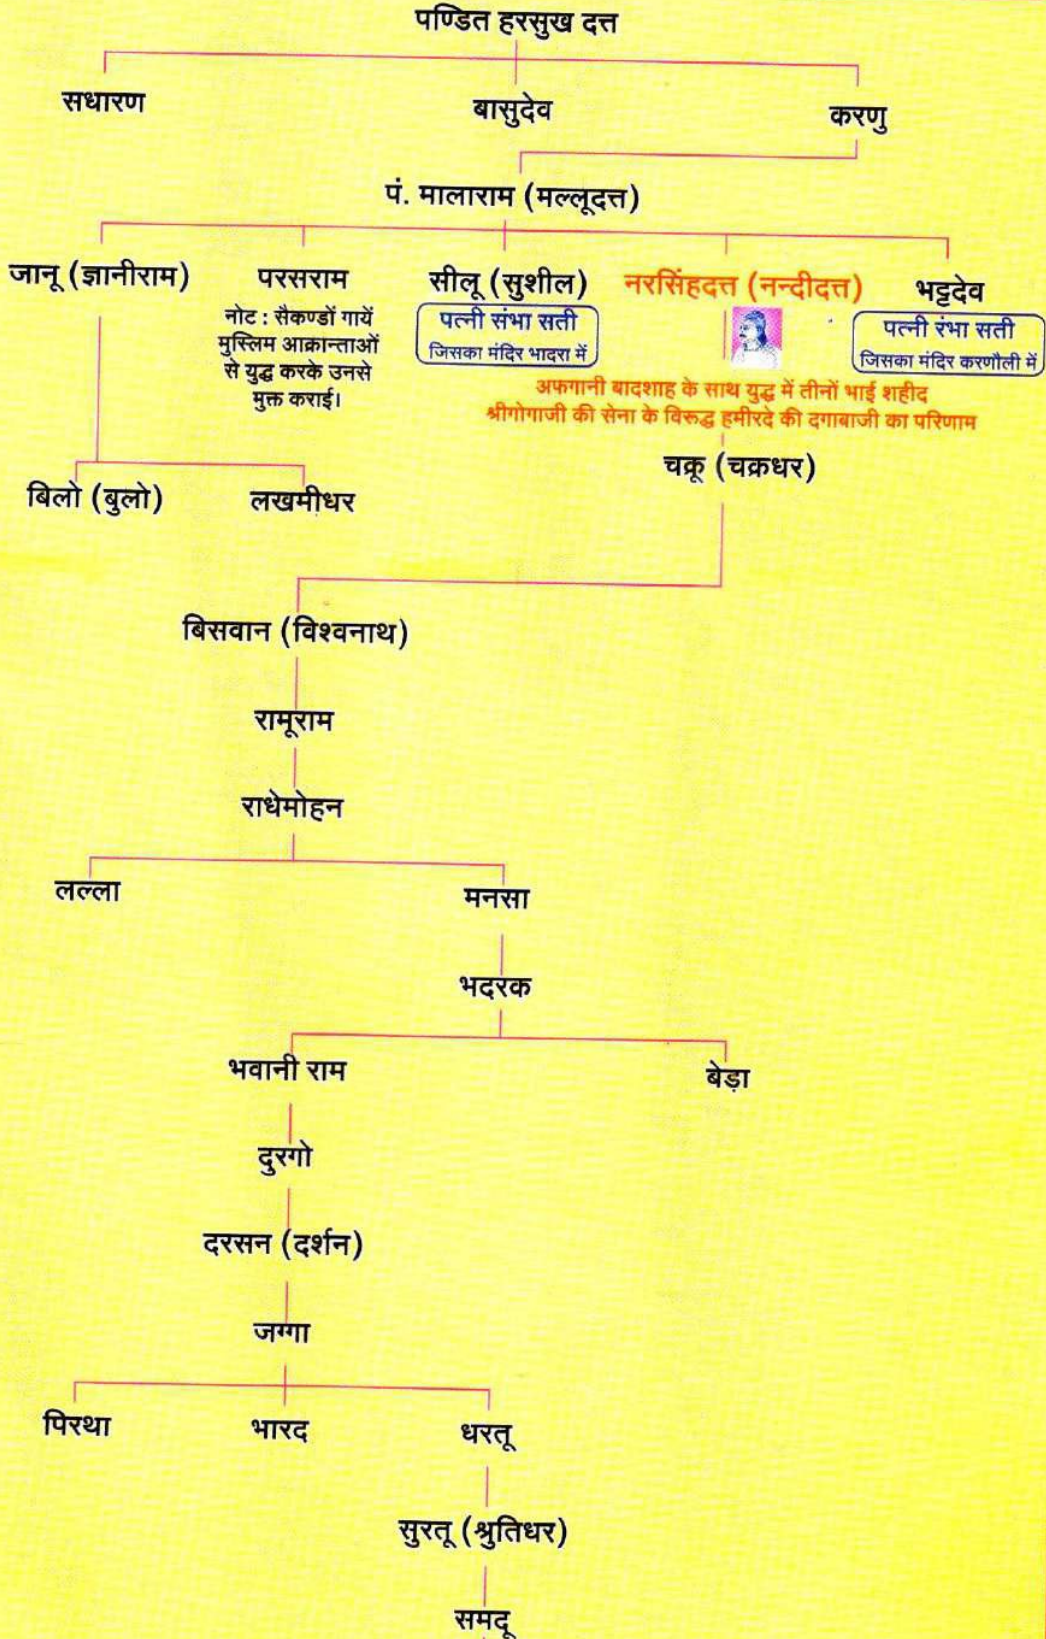 पण्डित हरसुख दत्त
सधारण
बासुदेव
करणु
पं. मालाराम (मल्लूदत्त)
जानू (ज्ञानीराम)
परसराम
नोट : सैकण्डों गायें
मुस्लिम आक्रान्ताओं
से युद्ध करके उनसे
मुक्त कराई।
सीलू (सुशील)
पत्नी संभा सती
जिसका मंदिर भादरा में
नरसिंहदत्त (नन्दीदत्त)
भट्टदेव
पत्नी रंभा सती
जिसका मंदिर करणौली में
अफगानी बादशाह के साथ युद्ध में तीनों भाई शहीद
श्रीगोगाजी की सेना के विरूद्ध हमीरदे की दगाबाजी का परिणाम
चक्रू (चक्रधर)
बिलो (बुलो)
लखमीधर
बिसवान (विश्वनाथ)
रामूराम
राधेमोहन
लल्ला
मनसा
भदरक
भवानी राम
बेड़ा
दुरगो
दरसन (दर्शन)
जग्गा
पिरथा
भारद
धरतू
सुरतू (श्रुतिधर)
समदू